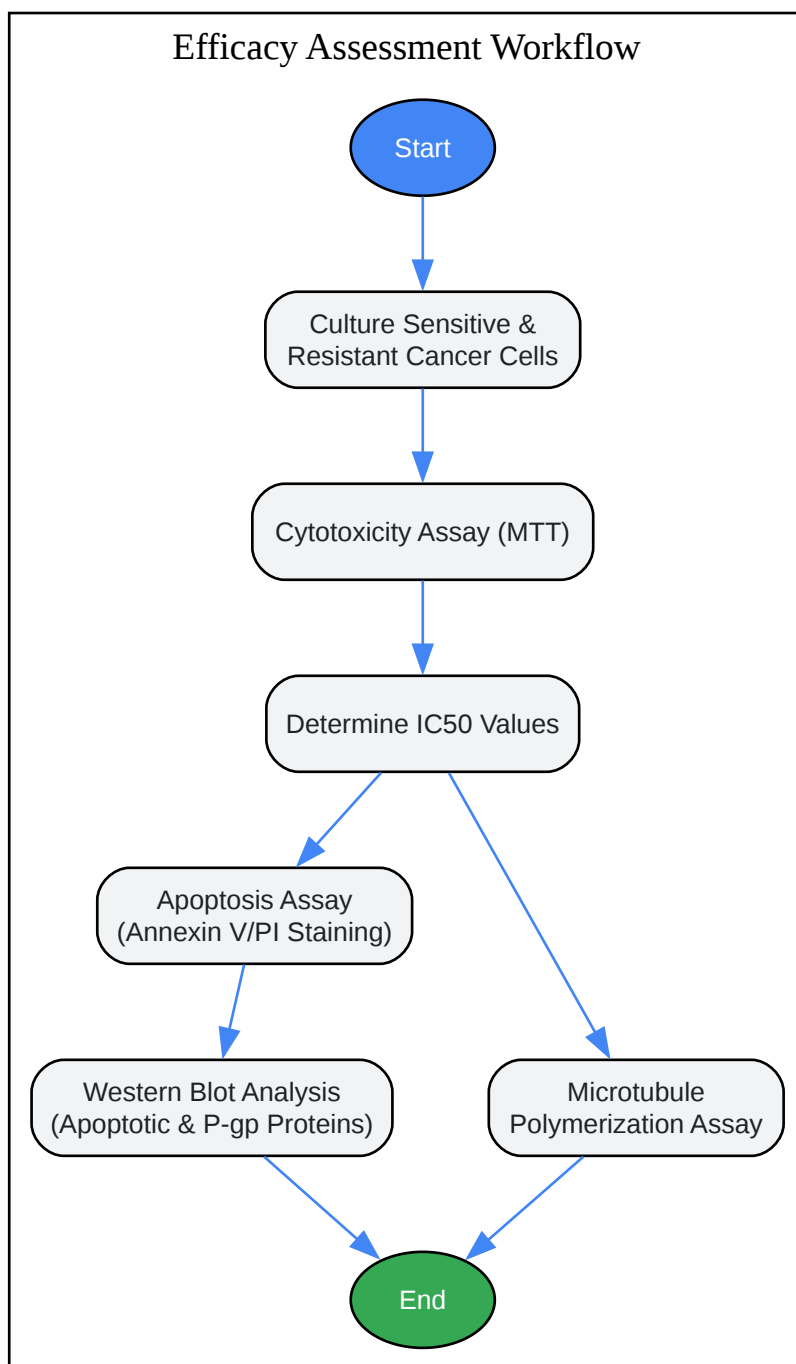 Efficacy Assessment Workflow
Start
Culture Sensitive &
Resistant Cancer Cells
Cytotoxicity Assay (MTT)
Determine IC50 Values
Apoptosis Assay
(Annexin V/PI Staining)
Western Blot Analysis
(Apoptotic & P-gp Proteins)
Microtubule
Polymerization Assay
End